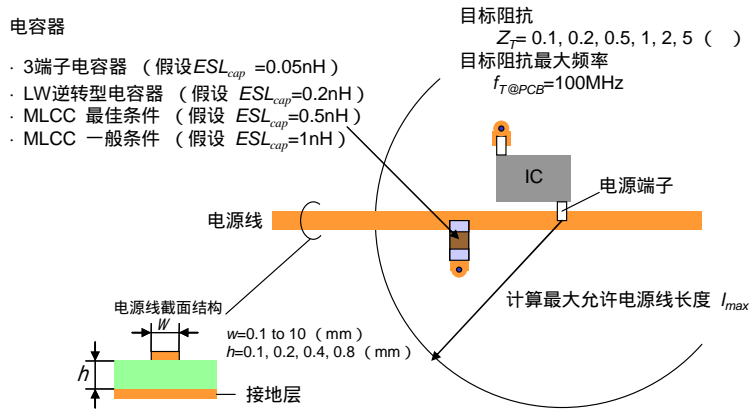 电容器
· 3端子电容器 （假设ESLcap =0.05nH）
· LW逆转型电容器 （假设 ESLcap=0.2nH）
· MLCC 最佳条件 （假设 ESLcap=0.5nH）
· MLCC 一般条件 （假设 ESLcap=1nH）
目标阻抗
ZT= 0.1, 0.2, 0.5, 1, 2, 5 （ ）
目标阻抗最大频率
fT@PCB=100MHz
IC
电源端子
电源线
计算最大允许电源线长度 lmax
电源线截面结构
W
w=0.1 to 10 （mm）
h=0.1, 0.2, 0.4, 0.8 （mm）
h
接地层